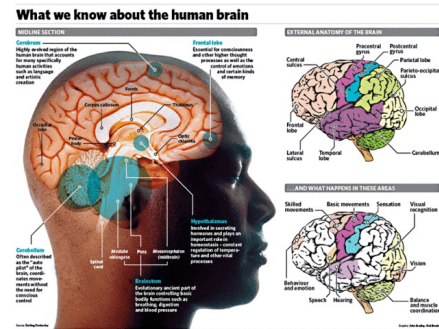 What we know about the human brain
MIDLINE SECTION
Cerebrum
Highly evolved region of the
human brain that accounts
for many specifically
human activities
such as language
and artistic
creation
Frontal lobe
Essential for consciousness
and other higher thought
processes as well as the
control of emotions
and certain kinds
of memory
Fornix
Corpus callosum
Thalamus
Occipital
lobe
Pineal
body
Optic
chiasma
Hypothalamus
Involved in secreting
hormones and plays an
important role in
homeostasis - constant
regulation of tempera-
ture and other vital
processes
Cerebellum
Often described
as the "auto
pilot" of the
brain, coordi-
nates move-
ments without
the need for
conscious
control
Spinal
cord
Medulla
oblongata
Pons
Mesencephalon
(midbrain)
Brainstem
Evolutionary ancient part of
the brain controlling basic
bodily functions such as
breathing, digestion
and blood pressure
EXTERNAL ANATOMY OF THE BRAIN
Central
sulcus
Precentral
gyrus
Postcentral
gyrus
Parietal lobe
Parieto-occipital
sulcus
Occipital
lobe
Frontal
lobe
Lateral
sulcus
Temporal
lobe
Cerebellum
...AND WHAT HAPPENS IN THESE AREAS
Skilled
movements
Basic movements
Sensation
Visual
recognition
Vision
Behaviour
and emotion
Speech
Hearing
Balance
and muscle
coordination